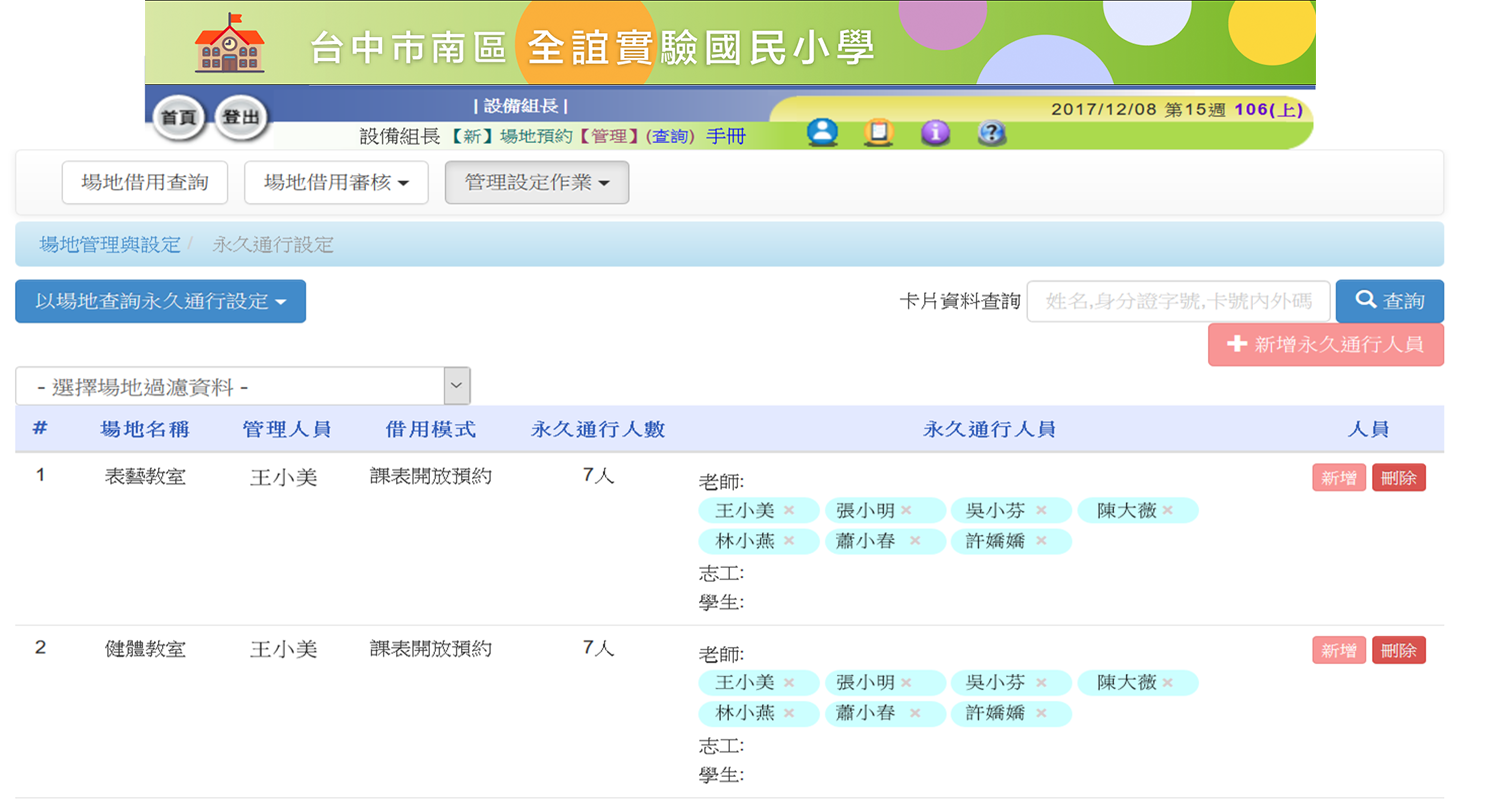 台中市南區 全誼實驗國民小學
首頁 登出
| 設備組長 |
2017/12/08 第15週 106(上)
設備組長【新】場地預約【管理】(查詢) 手冊
場地借用查詢 場地借用審核 管理設定作業
場地管理與設定 / 永久通行設定
以場地查詢永久通行設定
卡片資料查詢 姓名,身分證字號,卡號內外碼 查詢
新增永久通行人員
- 選擇場地過濾資料 -
# 場地名稱 管理人員 借用模式 永久通行人數 永久通行人員 人員
1 表藝教室 王小美 課表開放預約 7人 老師: 新增 刪除
王小美 × 張小明 × 吳小芬 × 陳大薇 ×
林小燕 × 蕭小春 × 許嬌嬌 ×
志工:
學生:
2 健體教室 王小美 課表開放預約 7人 老師: 新增 刪除
王小美 × 張小明 × 吳小芬 × 陳大薇 ×
林小燕 × 蕭小春 × 許嬌嬌 ×
志工:
學生: